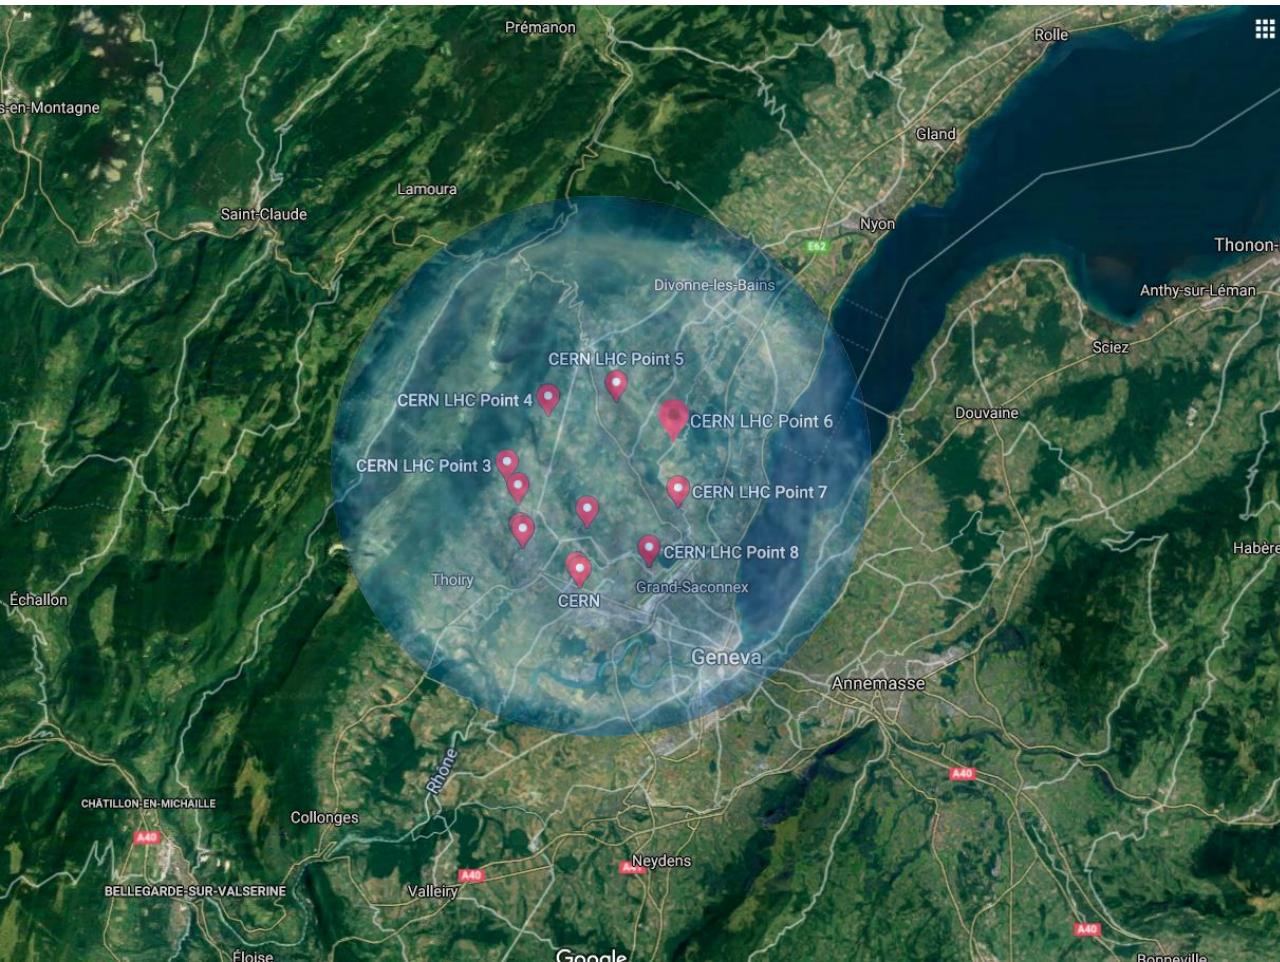 Prémanon
Rolle
s-en-Montagne
Gland
Lamoura
Saint-Claude
Nyon
E62
Thonon-
Divonne-les-Bains
Anthy-sur-Léman
Sciez
CERN LHC Point 5
CERN LHC Point 4
Douvaine
CERN LHC Point 6
CERN LHC Point 3
CERN LHC Point 7
CERN LHC Point 8
Habère
Thoiry
Grand-Saconnex
Échallon
CERN
Geneva
Annemasse
Rhône
A40
CHÂTILLON-EN-MICHAILLE
Collonges
A40
Neydens
A40
Valleiry
BELLEGARDE-SUR-VALSERINE
A40
Éloise
Google
Bonneville